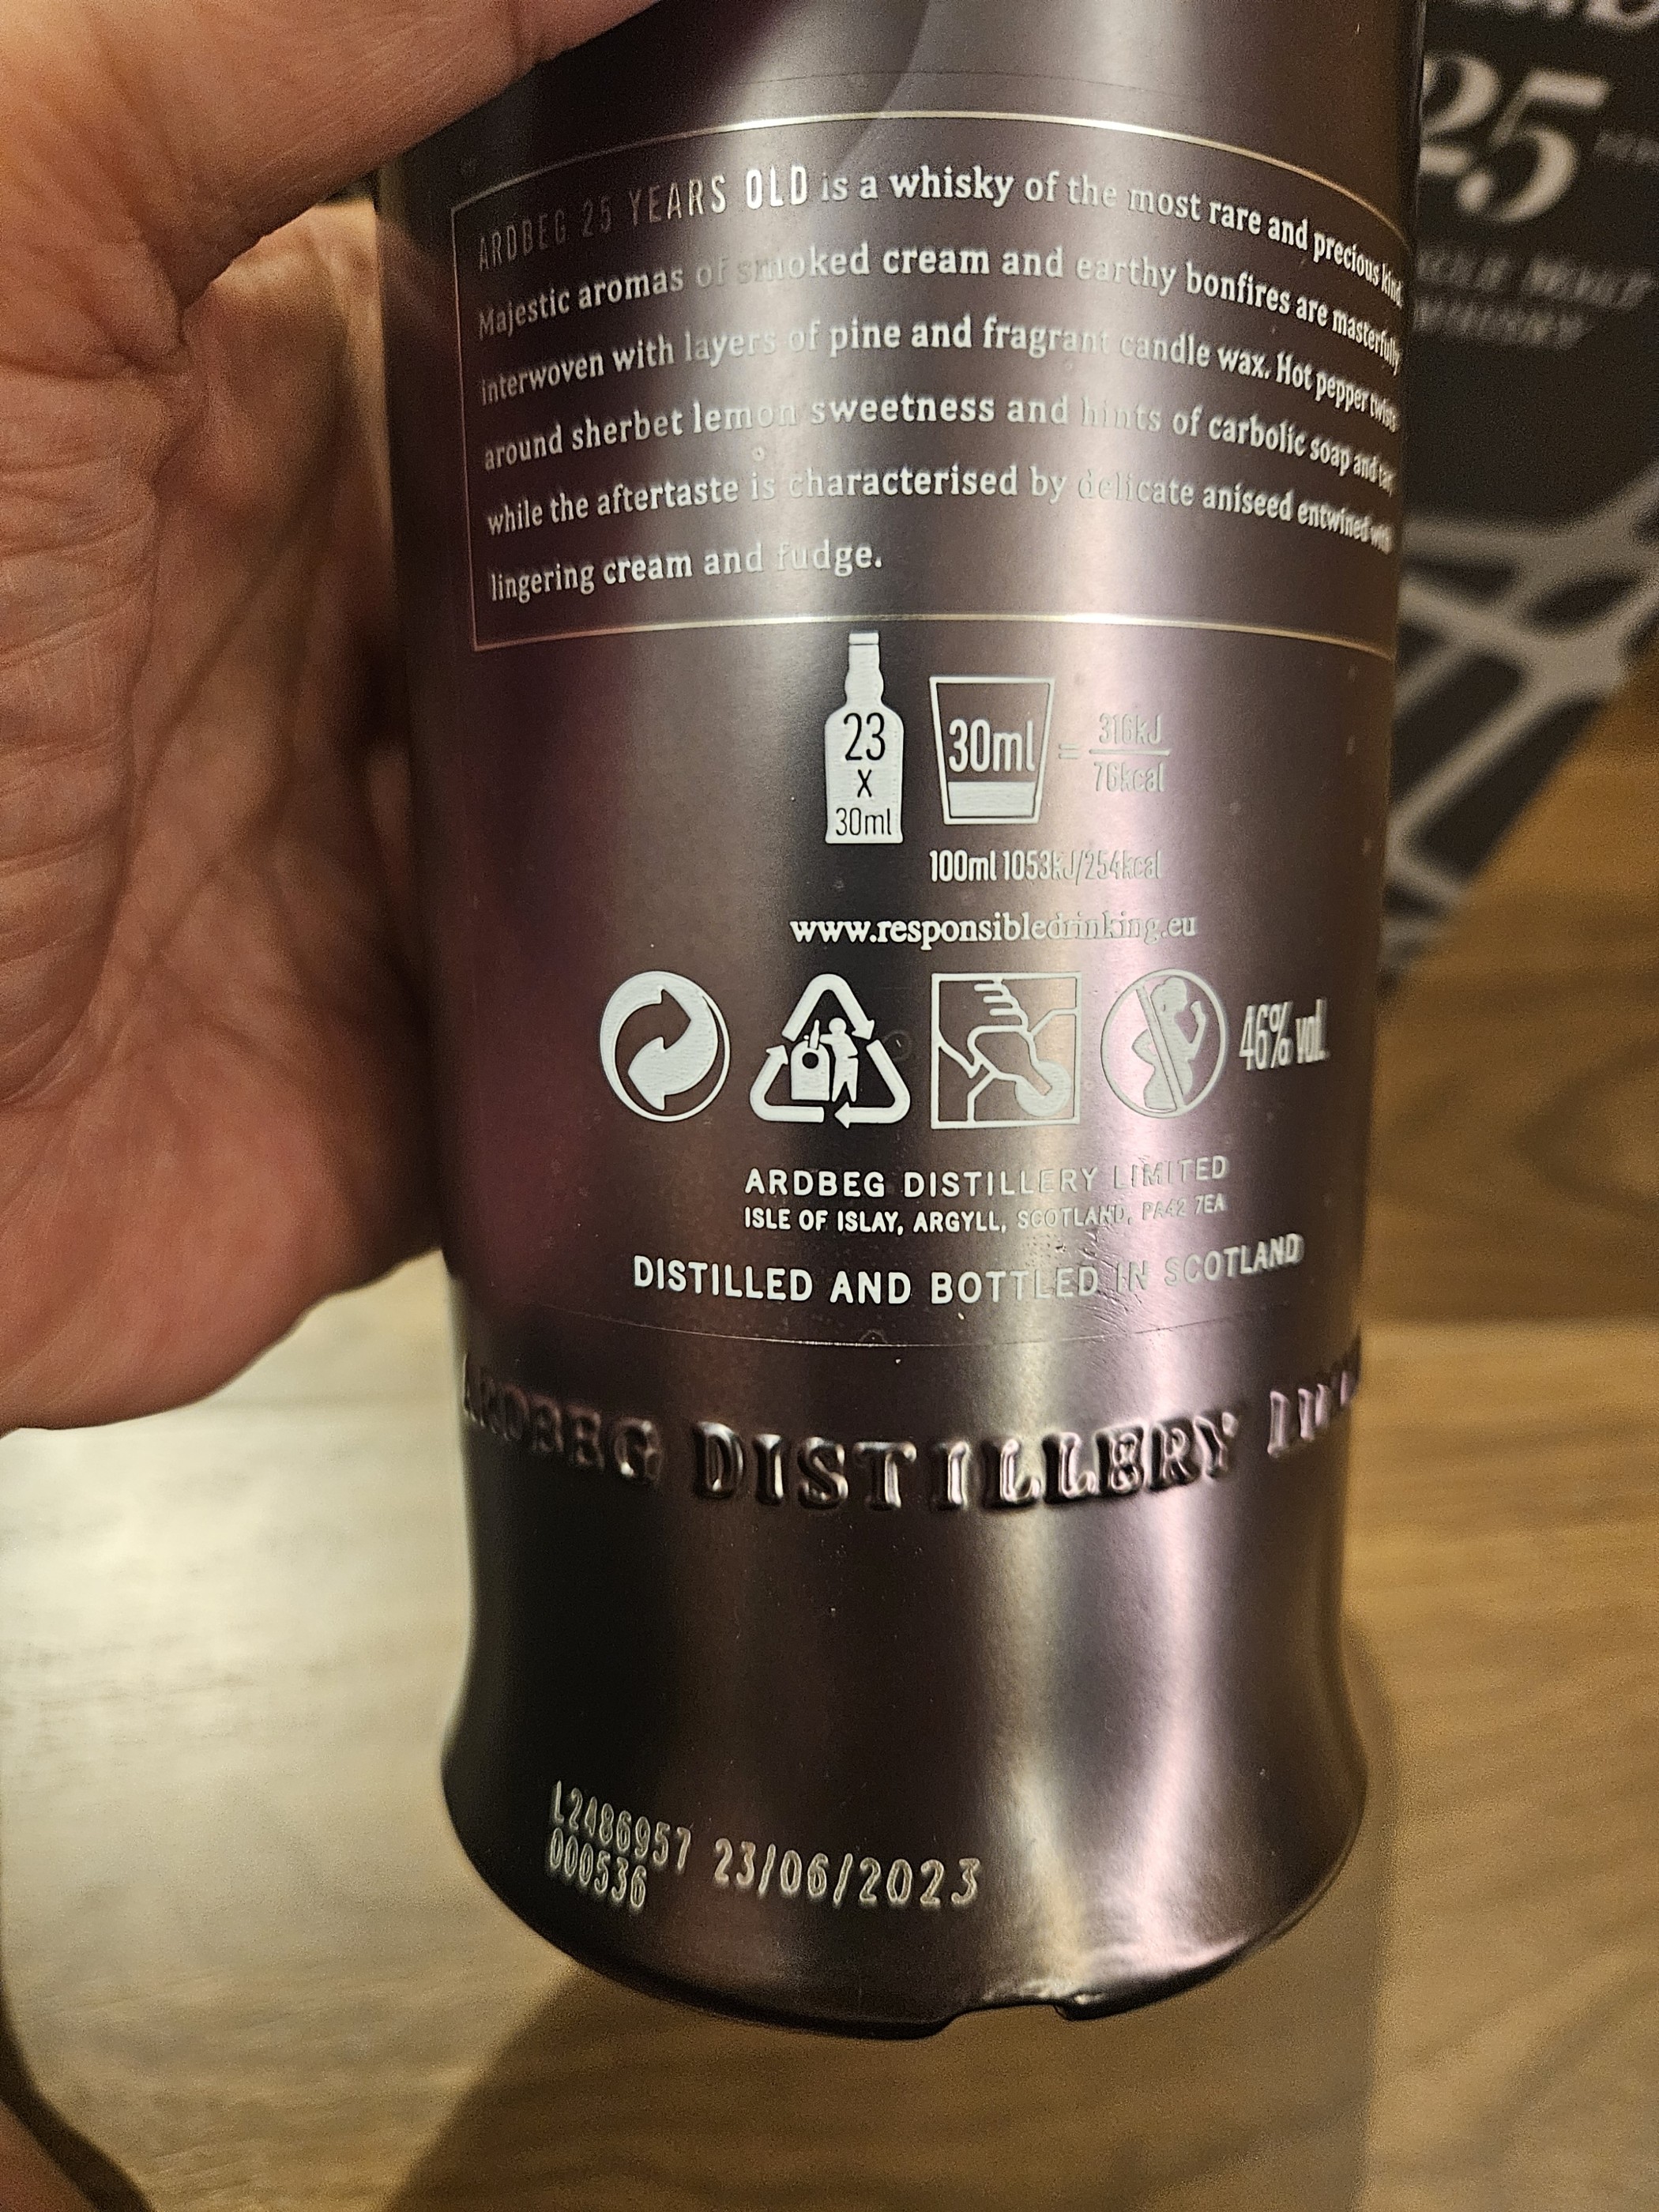 25
ARDBEG 25 YEARS OLD is a whisky of the most rare and precious kind.
Majestic aromas of smoked cream and earthy bonfires are masterfully
interwoven with layers of pine and fragrant candle wax. Hot pepper twists
around sherbet lemon sweetness and hints of carbolic soap and tar,
while the aftertaste is characterised by delicate aniseed entwined with
lingering cream and fudge.
23
X
30ml
30ml = 316kJ
76kcal
100ml 1053kJ/254kcal
www.responsibledrinking.eu
46% vol.
ARDBEG DISTILLERY LIMITED
ISLE OF ISLAY, ARGYLL, SCOTLAND, PA42 7EA
DISTILLED AND BOTTLED IN SCOTLAND
ARDBEG DISTILLERY
L2486957 23/06/2023
000536